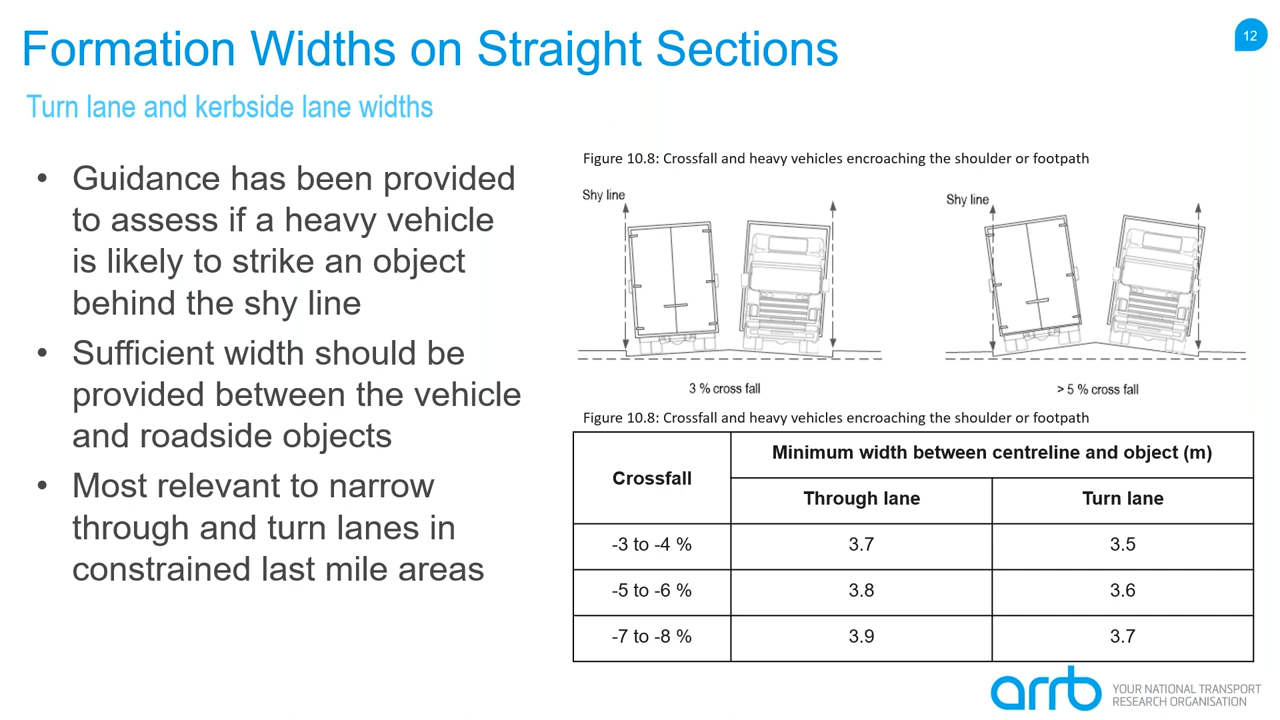 Formation Widths on Straight Sections
12
Turn lane and kerbside lane widths
• Guidance has been provided
to assess if a heavy vehicle
is likely to strike an object
behind the shy line
• Sufficient width should be
provided between the vehicle
and roadside objects
• Most relevant to narrow
through and turn lanes in
constrained last mile areas
Figure 10.8: Crossfall and heavy vehicles encroaching the shoulder or footpath
Shy line
Shy line
3 % cross fall
> 5 % cross fall
Figure 10.8: Crossfall and heavy vehicles encroaching the shoulder or footpath
Crossfall
Minimum width between centreline and object (m)
Through lane Turn lane
-3 to -4 % 3.7 3.5
-5 to -6 % 3.8 3.6
-7 to -8 % 3.9 3.7
arrb
YOUR NATIONAL TRANSPORT
RESEARCH ORGANISATION